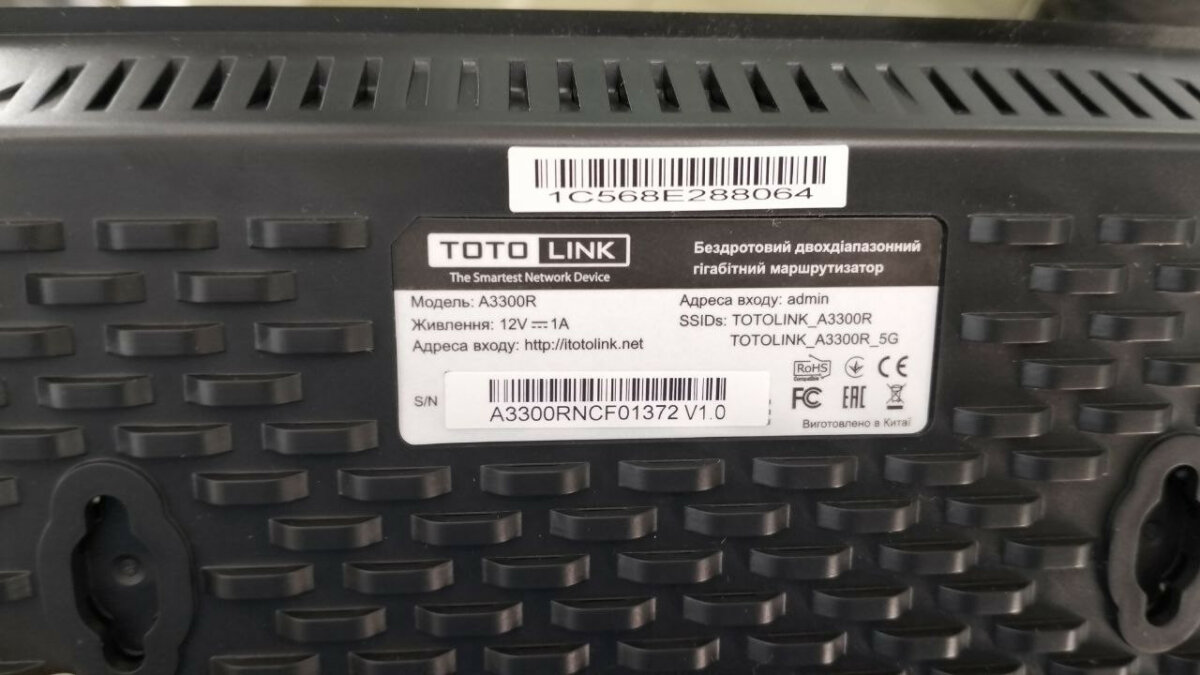 1C568E288064
TOTO LINK
The Smartest Network Device
Бездротовий двохдіапазонний
гігабітний маршрутизатор
Модель: A3300R
Живлення: 12V ⎓ 1A
Адреса входу: http://itotolink.net
Адреса входу: admin
SSIDs: TOTOLINK_A3300R
TOTOLINK_A3300R_5G
RoHS
Compatible
CE
FC
EAC
S/N
A3300RNCF01372 V1.0
Виготовлено в Китаї